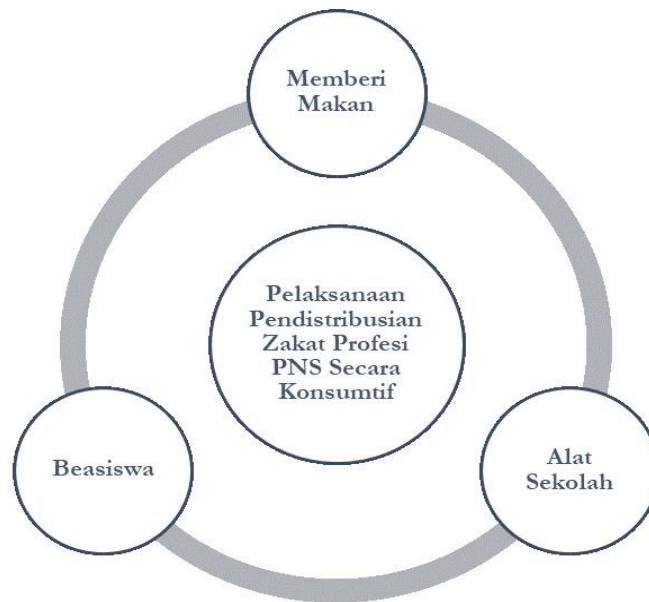 Memberi
Makan
Pelaksanaan
Pendistribusian
Zakat Profesi
PNS Secara
Konsumtif
Beasiswa
Alat
Sekolah